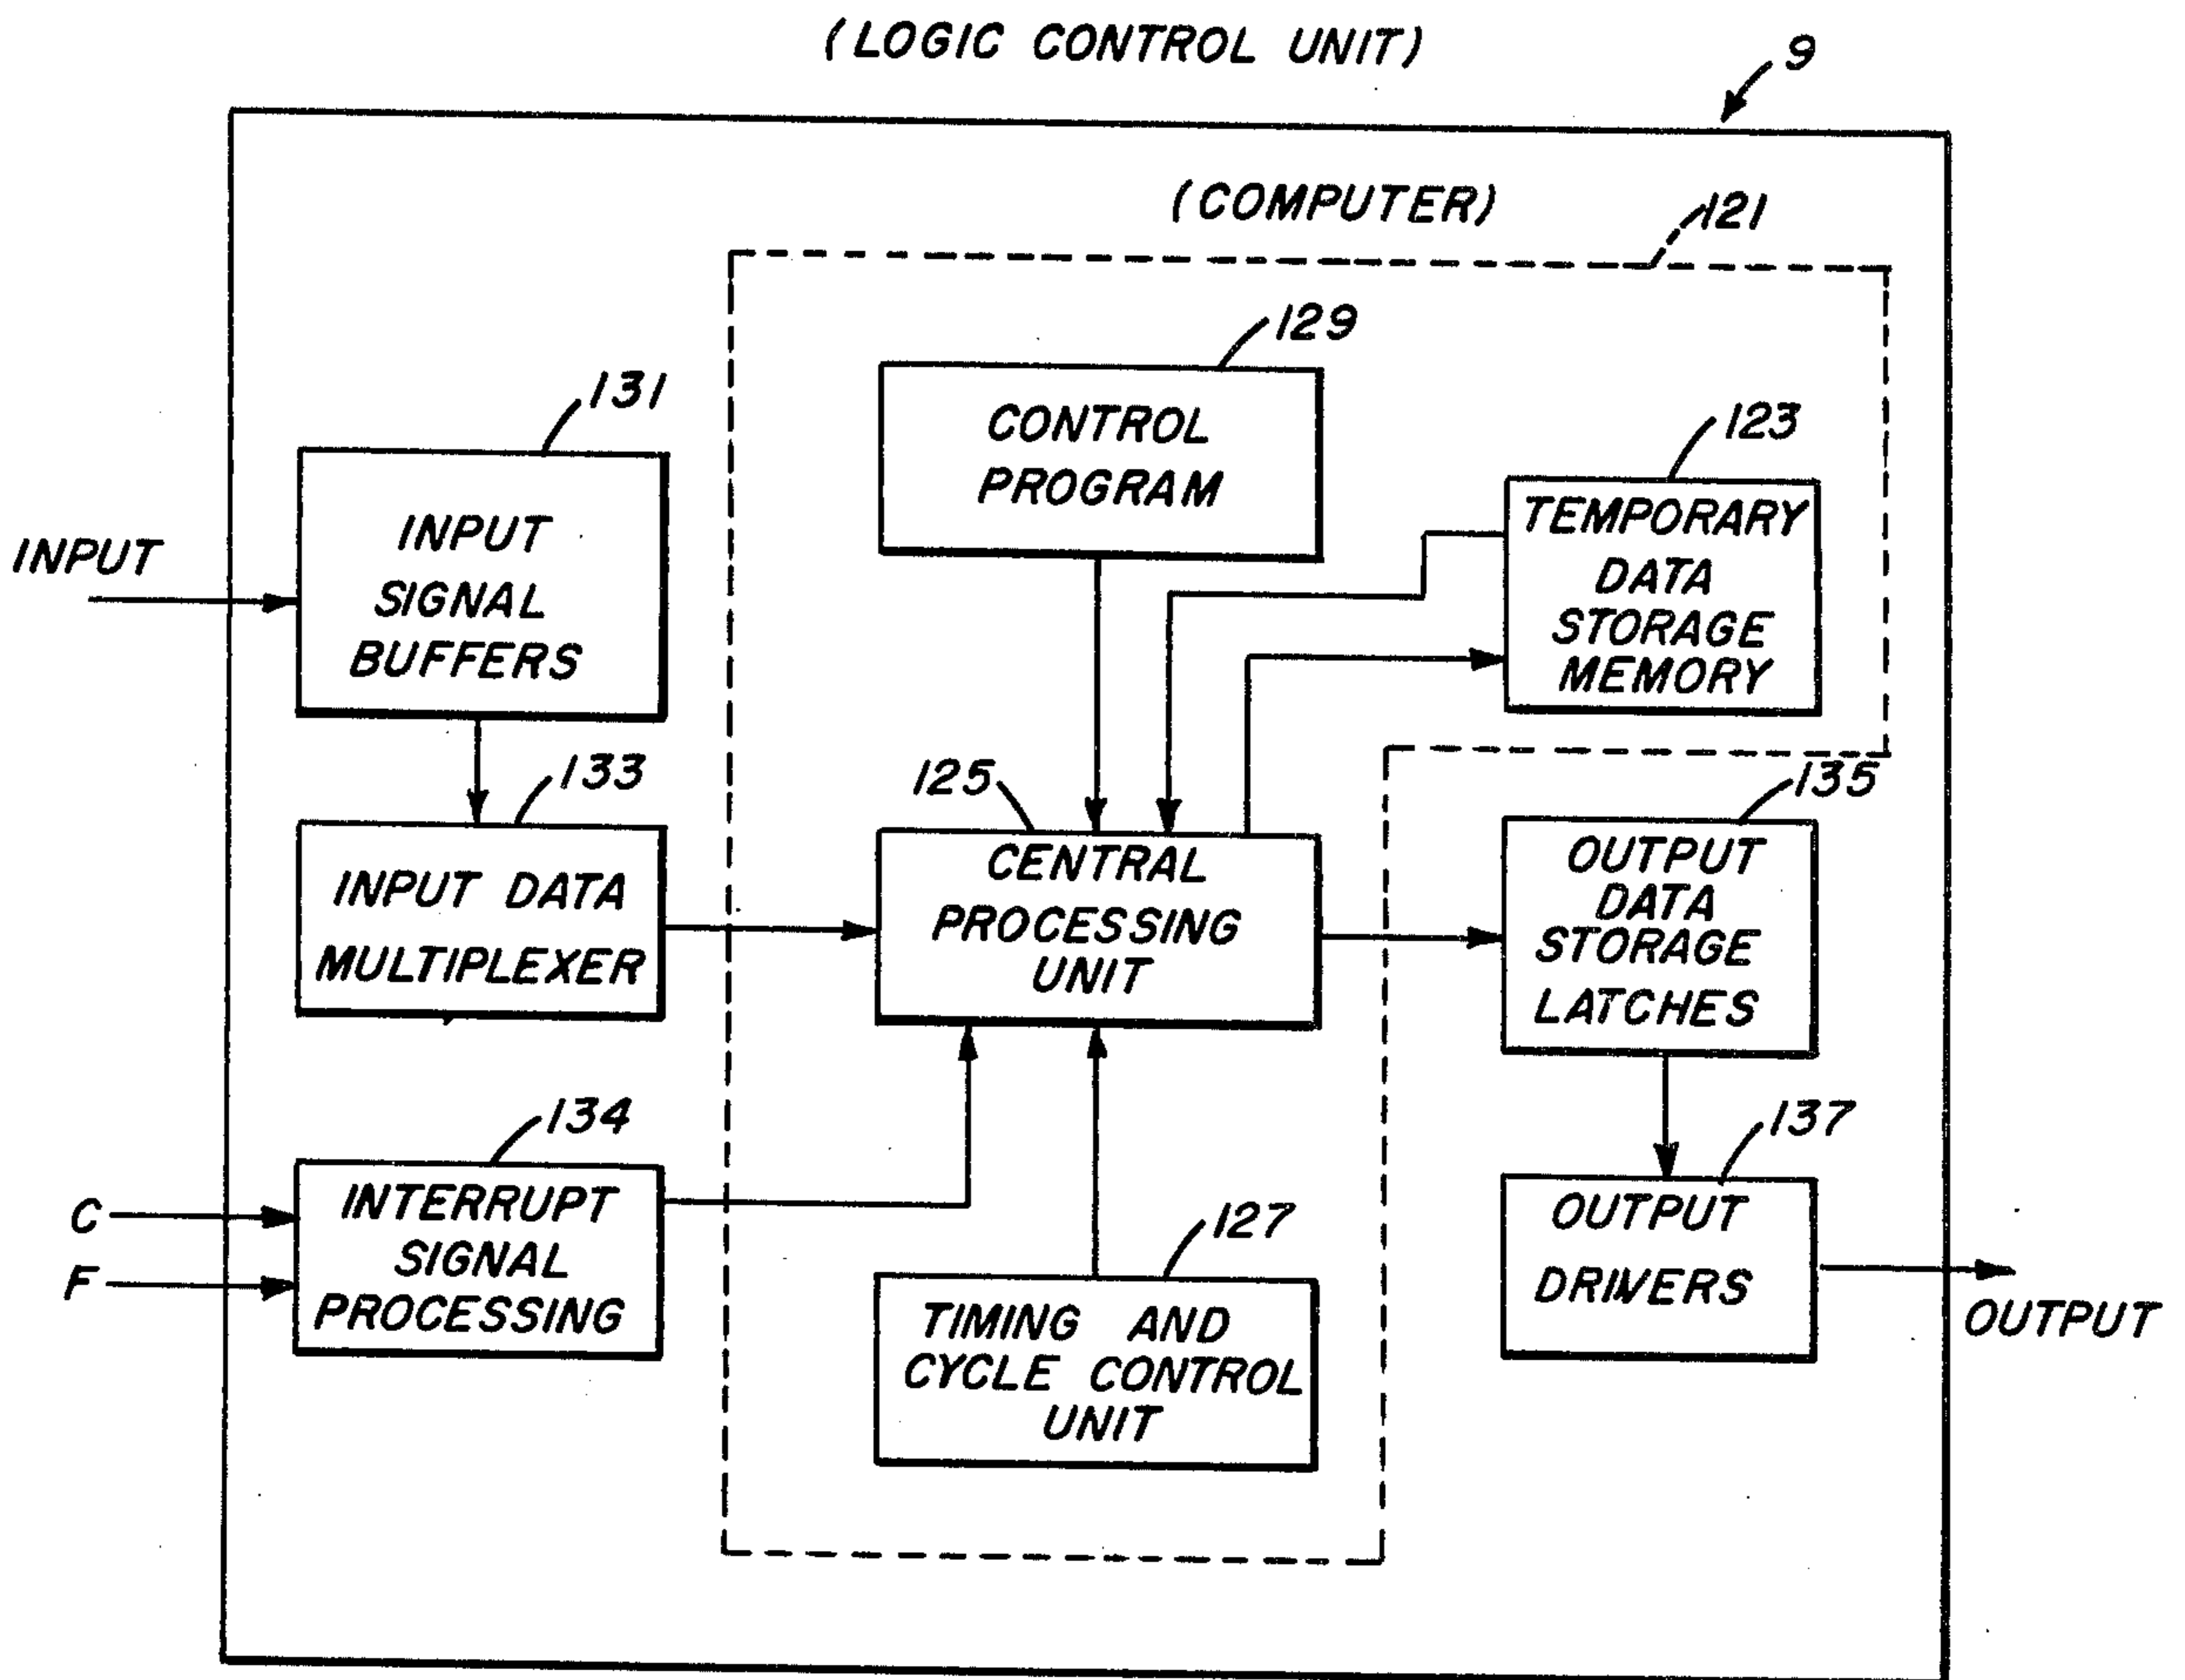 (LOGIC CONTROL UNIT)
9
(COMPUTER)
121
129
CONTROL
PROGRAM
131
INPUT
SIGNAL
BUFFERS
INPUT
123
TEMPORARY
DATA
STORAGE
MEMORY
133
INPUT DATA
MULTIPLEXER
125
CENTRAL
PROCESSING
UNIT
135
OUTPUT
DATA
STORAGE
LATCHES
134
INTERRUPT
SIGNAL
PROCESSING
C
F
127
TIMING AND
CYCLE CONTROL
UNIT
137
OUTPUT
DRIVERS
OUTPUT